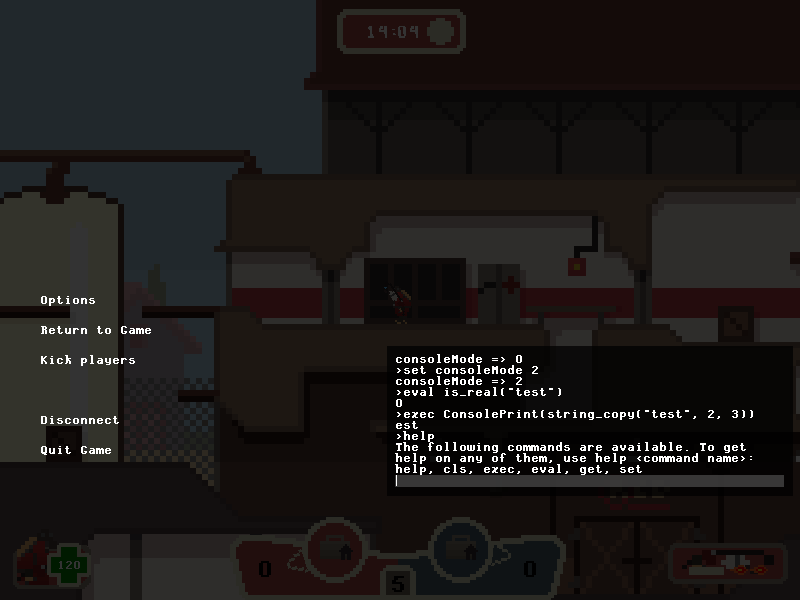 14:04
Options
Return to Game
Kick players
Disconnect
Quit Game
consoleMode => 0
>set consoleMode 2
consoleMode => 2
>eval is_real("test")
0
>exec ConsolePrint(string_copy("test", 2, 3))
est
>help
The following commands are available. To get
help on any of them, use help <command name>:
help, cls, exec, eval, get, set
120
0
5
0